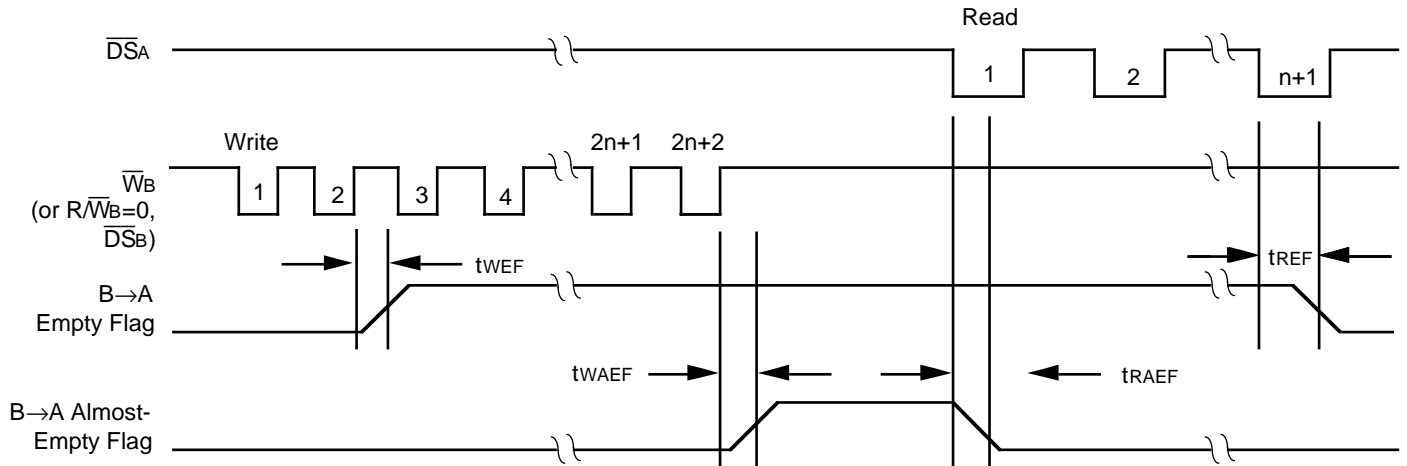 Read
DSA
1
2
n+1
Write
2n+1
2n+2
WB
(or R/WB=0,
DSB)
1
2
3
4
tWEF
tREF
B→A
Empty Flag
tWAEF
tRAEF
B→A Almost-
Empty Flag